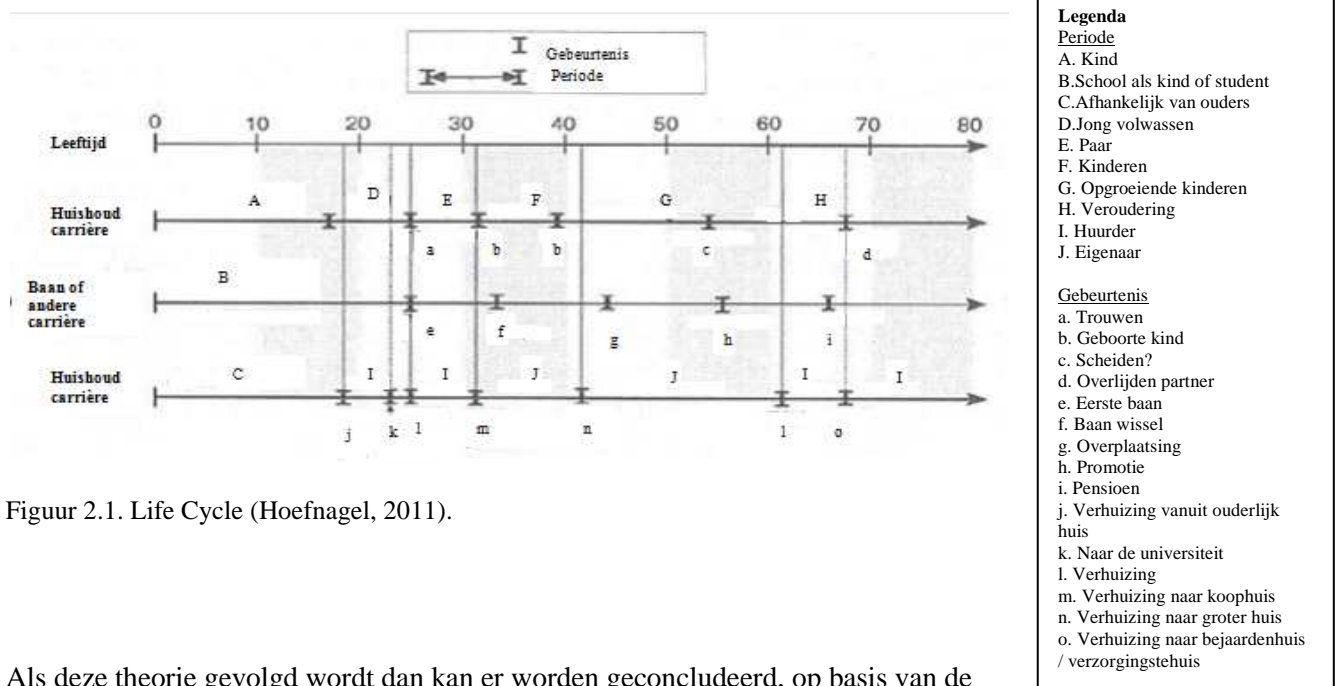 Gebeurtenis
Periode
Leeftijd
0 10 20 30 40 50 60 70 80
A D E F G H
Huishoud
carrière
a b b c d
B
Baan of
andere
carrière
e f g h i
C I I J J I I
Huishoud
carrière
j k l m n l o
Figuur 2.1. Life Cycle (Hoefnagel, 2011).
Als deze theorie gevolgd wordt dan kan er worden geconcludeerd, op basis van de
Legenda
Periode
A. Kind
B.School als kind of student
C.Afhankelijk van ouders
D.Jong volwassen
E. Paar
F. Kinderen
G. Opgroeiende kinderen
H. Veroudering
I. Huurder
J. Eigenaar
Gebeurtenis
a. Trouwen
b. Geboorte kind
c. Scheiden?
d. Overlijden partner
e. Eerste baan
f. Baan wissel
g. Overplaatsing
h. Promotie
i. Pensioen
j. Verhuizing vanuit ouderlijk
huis
k. Naar de universiteit
l. Verhuizing
m. Verhuizing naar koophuis
n. Verhuizing naar groter huis
o. Verhuizing naar bejaardenhuis
/ verzorgingstehuis